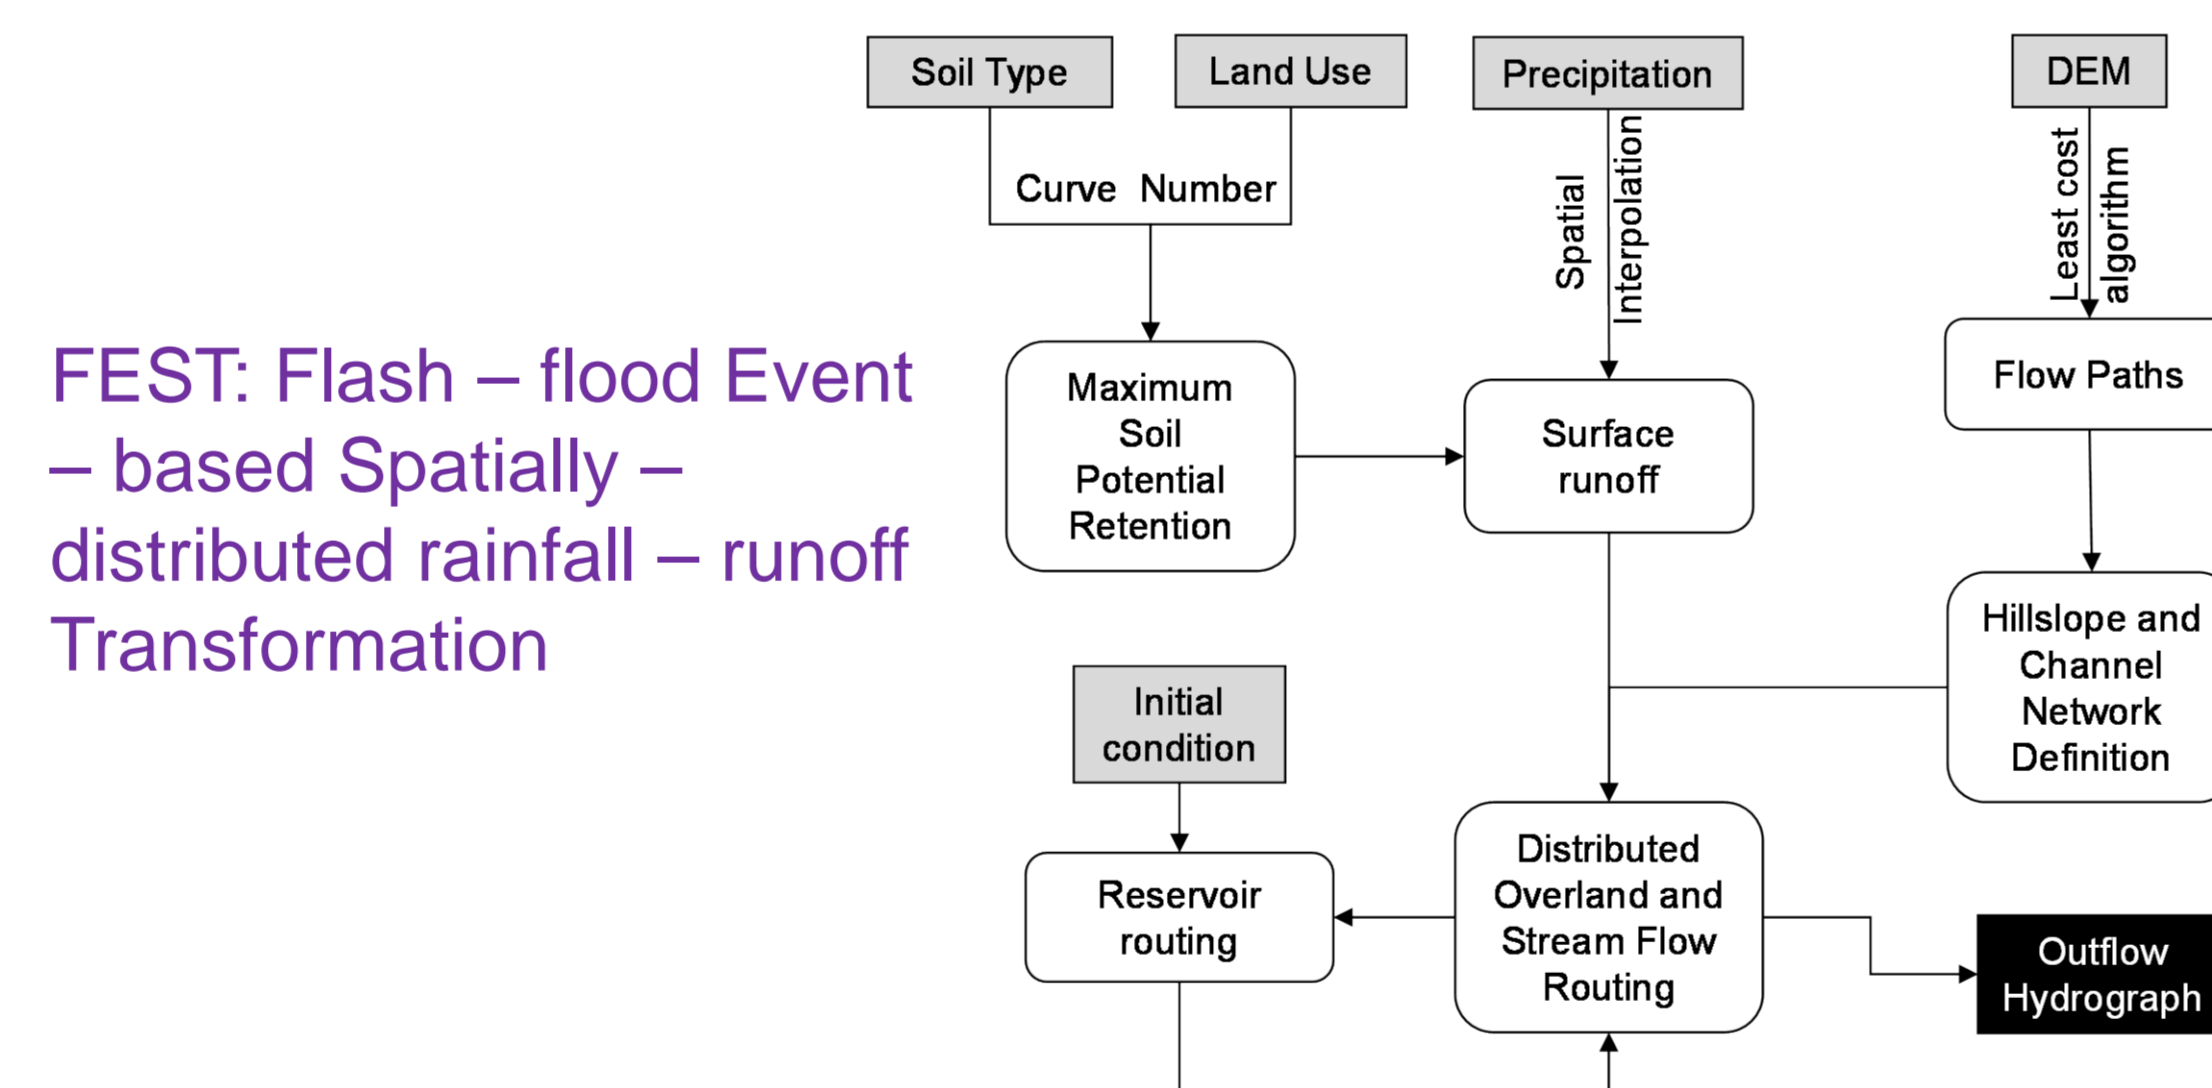 FEST: Flash – flood Event
– based Spatially –
distributed rainfall – runoff
Transformation
Soil Type
Land Use
Precipitation
DEM
Curve Number
Spatial
Interpolation
Least cost
algorithm
Maximum
Soil
Potential
Retention
Surface
runoff
Flow Paths
Hillslope and
Channel
Network
Definition
Initial
condition
Reservoir
routing
Distributed
Overland and
Stream Flow
Routing
Outflow
Hydrograph